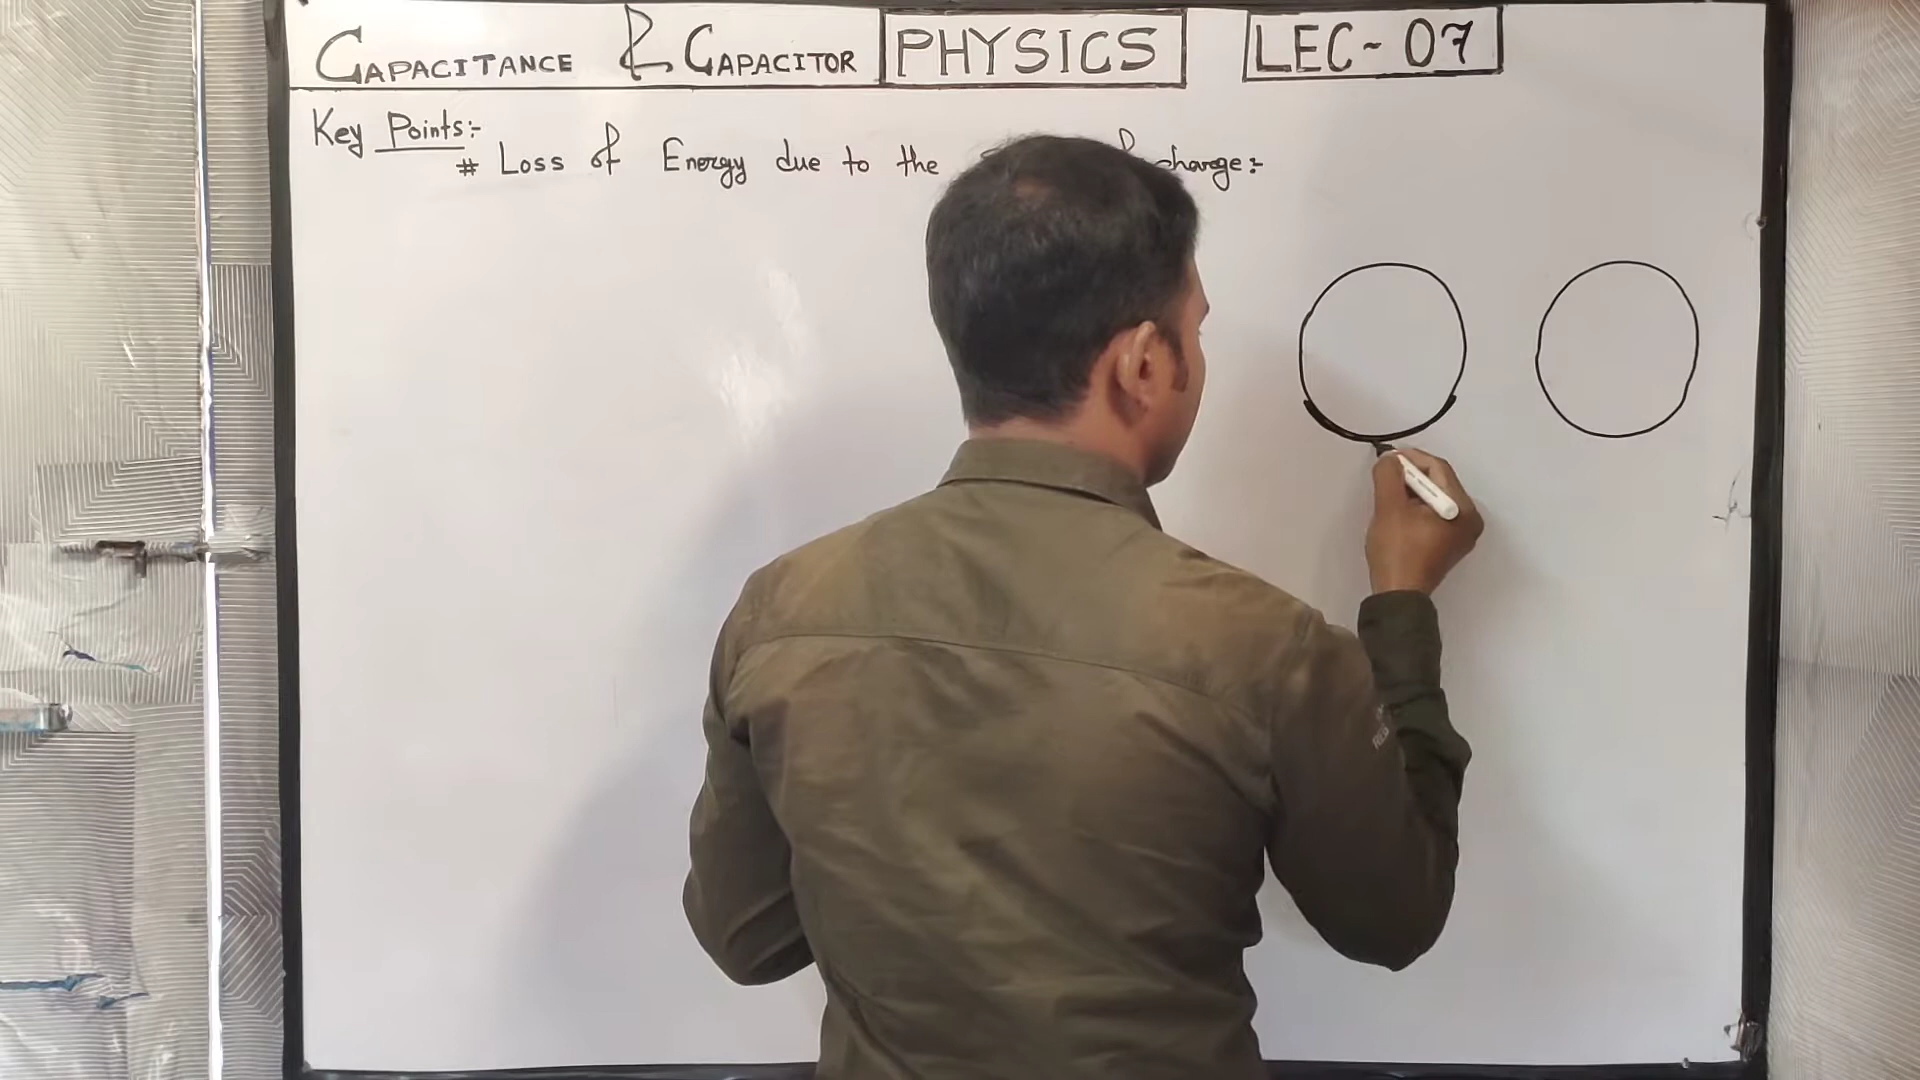 CAPACITANCE & CAPACITOR PHYSICS LEC-07
Key Points:-
# Loss of Energy due to the charge:-